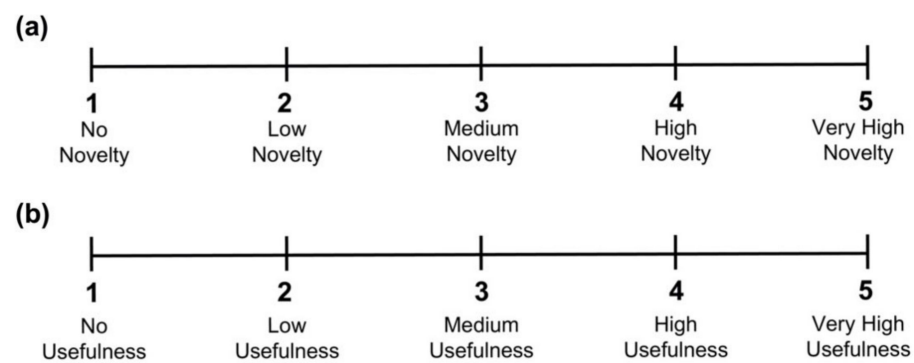 (a)
1 2 3 4 5
No Low Medium High Very High
Novelty Novelty Novelty Novelty Novelty
(b)
1 2 3 4 5
No Low Medium High Very High
Usefulness Usefulness Usefulness Usefulness Usefulness